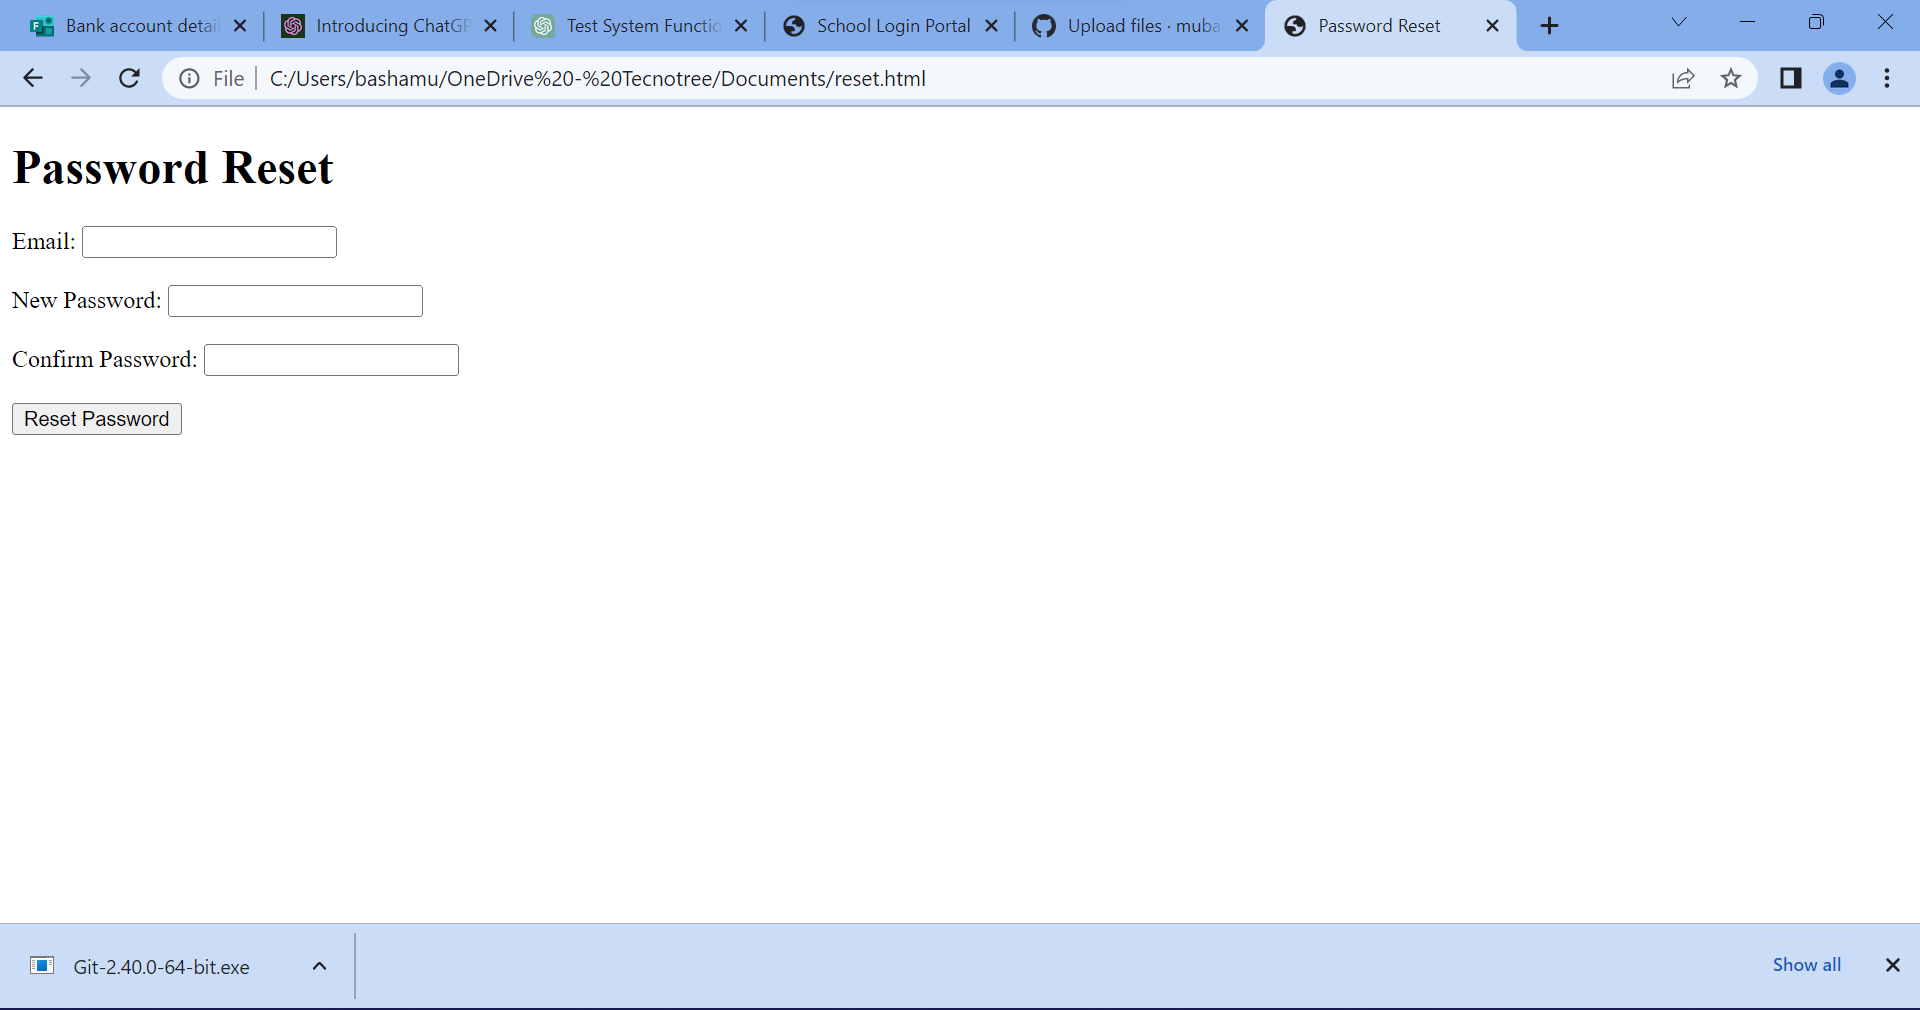 Bank account detail
Introducing ChatGP
Test System Functio
School Login Portal
Upload files · muba
Password Reset
File
C:/Users/bashamu/OneDrive%20-%20Tecnotree/Documents/reset.html
Password Reset
Email:
New Password:
Confirm Password:
Reset Password
Git-2.40.0-64-bit.exe
Show all